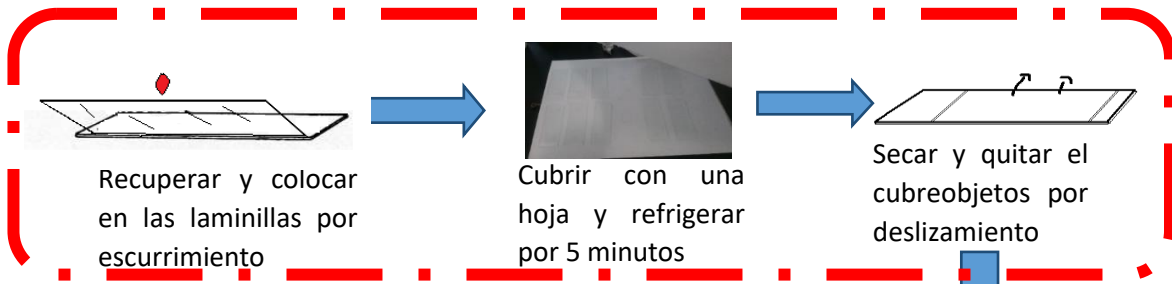 Recuperar y colocar
en las laminillas por
escurrimiento
Cubrir con una
hoja y refrigerar
por 5 minutos
Secar y quitar el
cubreobjetos por
deslizamiento